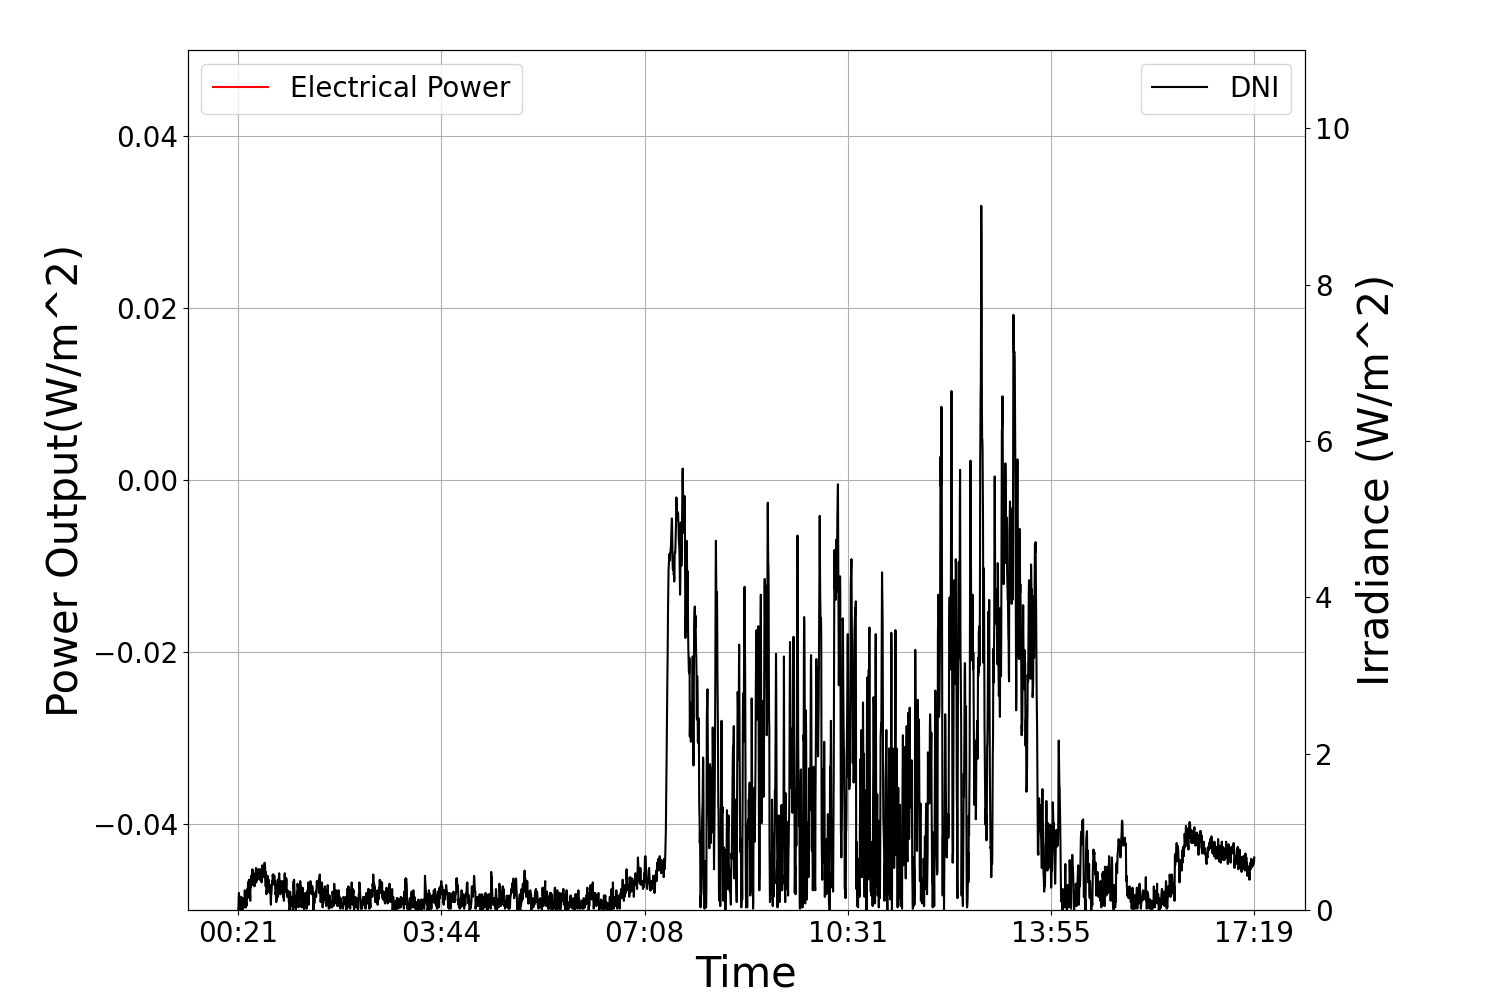 Electrical Power
DNI
Power Output(W/m^2)
0.04
0.02
0.00
−0.02
−0.04
10
8
6
4
2
0
Irradiance (W/m^2)
00:21 03:44 07:08 10:31 13:55 17:19
Time